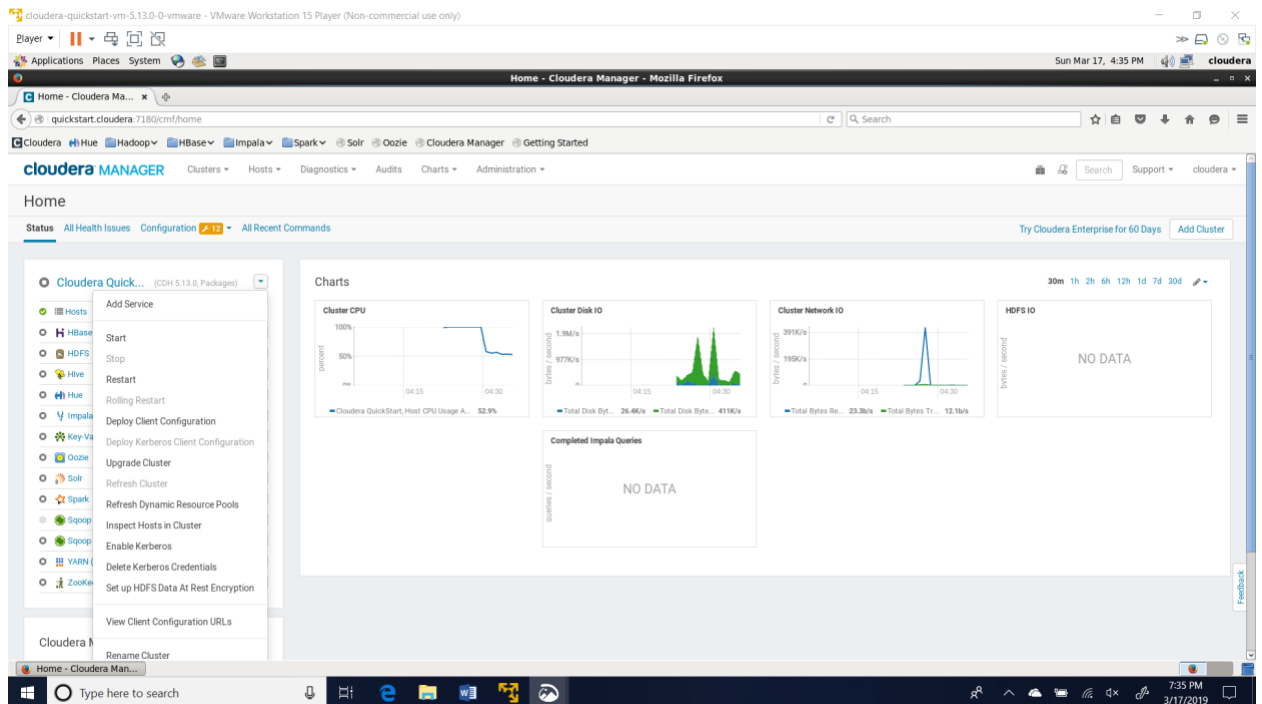 cloudera-quickstart-vm-5.13.0-0-vmware - VMware Workstation 15 Player (Non-commercial use only)
Player
Applications Places System
Sun Mar 17, 4:35 PM cloudera
Home - Cloudera Manager - Mozilla Firefox
Home - Cloudera Ma...
quickstart.cloudera:7180/cmf/home
Search
Cloudera Hue Hadoop HBase Impala Spark Solr Oozie Cloudera Manager Getting Started
cloudera MANAGER Clusters Hosts Diagnostics Audits Charts Administration
Search Support cloudera
Home
Status All Health Issues Configuration 12 All Recent Commands
Try Cloudera Enterprise for 60 Days Add Cluster
Cloudera Quick... (CDH 5.13.0, Packages)
Hosts
HBase
HDFS
Hive
Hue
Impala
Key-Va
Oozie
Solr
Spark
Sqoop
Sqoop
YARN (
ZooKe
Cloudera M
Add Service
Start
Stop
Restart
Rolling Restart
Deploy Client Configuration
Deploy Kerberos Client Configuration
Upgrade Cluster
Refresh Cluster
Refresh Dynamic Resource Pools
Inspect Hosts in Cluster
Enable Kerberos
Delete Kerberos Credentials
Set up HDFS Data At Rest Encryption
View Client Configuration URLs
Rename Cluster
Charts
30m 1h 2h 6h 12h 1d 7d 30d
Cluster CPU
percent
100%
50%
0%
04:15 04:30
Cloudera QuickStart, Host CPU Usage A... 52.9%
Cluster Disk IO
bytes / second
1.9M/s
977K/s
0
04:15 04:30
Total Disk Byt... 26.4K/s Total Disk Byte... 411K/s
Cluster Network IO
bytes / second
391K/s
195K/s
0
04:15 04:30
Total Bytes Re... 23.3b/s Total Bytes Tr... 12.1b/s
HDFS IO
bytes / second
NO DATA
Completed Impala Queries
queries / second
NO DATA
Feedback
Home - Cloudera Man...
Type here to search
7:35 PM
3/17/2019